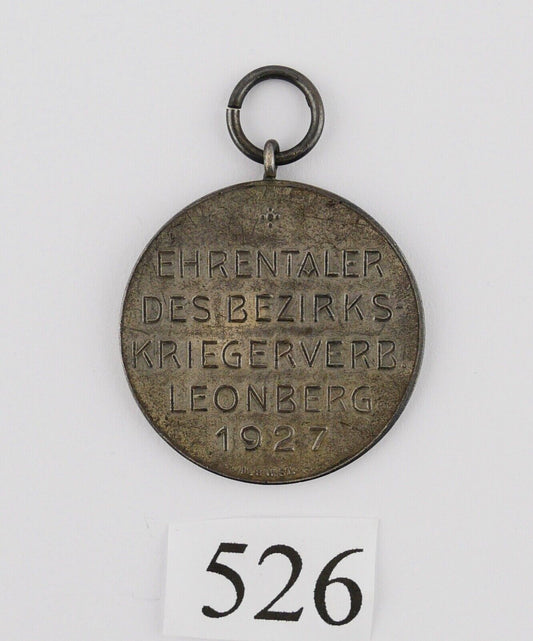 EHRENTALER
DES BEZIRKS-
KRIEGERVERB.
LEONBERG
1927
526